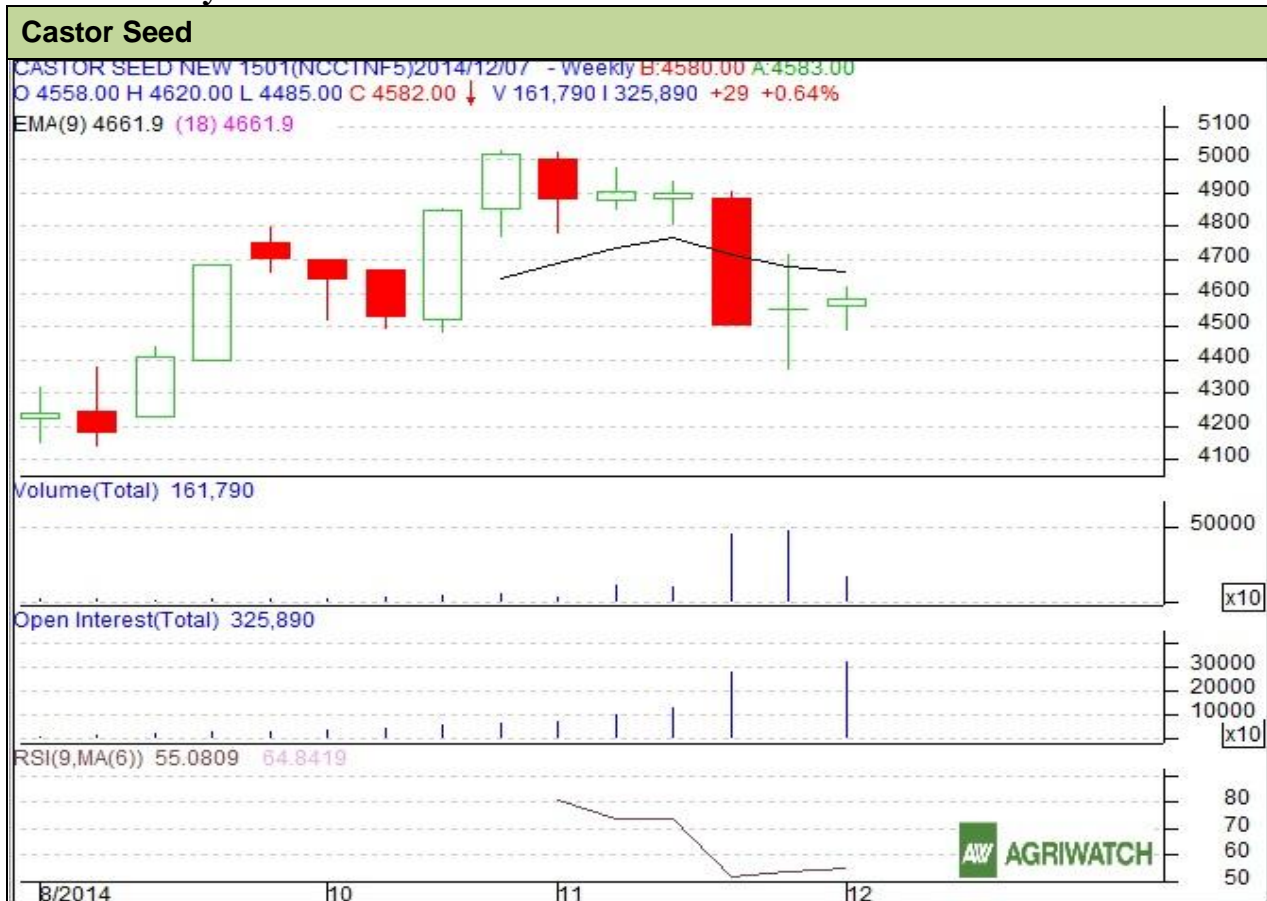 Castor Seed
CASTOR SEED NEW 1501(NCCTNF5)2014/12/07 - Weekly B:4580.00 A:4583.00
O 4558.00 H 4620.00 L 4485.00 C 4582.00 ↓ V 161,790 I 325,890 +29 +0.64%
EMA(9) 4661.9 (18) 4661.9
5100
5000
4900
4800
4700
4600
4500
4400
4300
4200
4100
Volume(Total) 161,790
50000
x10
Open Interest(Total) 325,890
30000
20000
10000
x10
RSI(9,MA(6)) 55.0809 64.8419
80
70
60
50
AW AGRIWATCH
8/2014 10 11 12